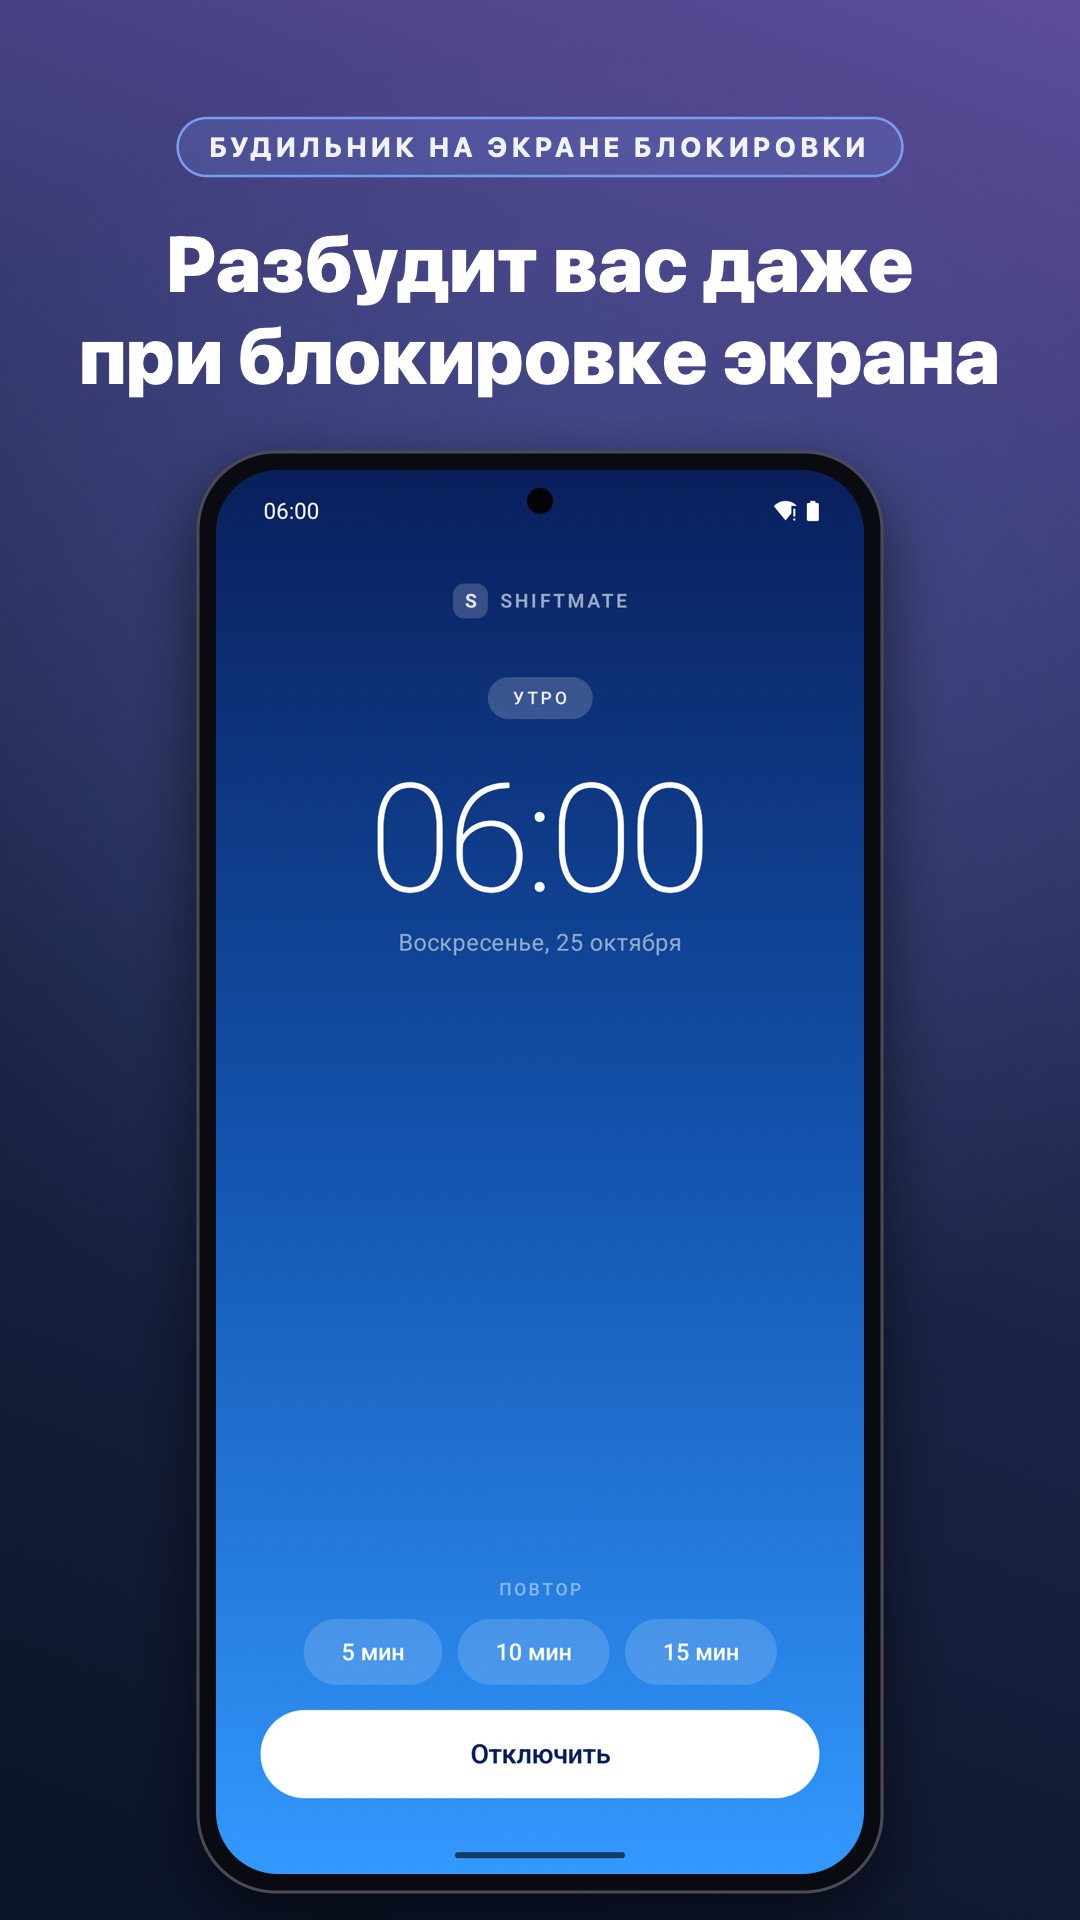 БУДИЛЬНИК НА ЭКРАНЕ БЛОКИРОВКИ
Разбудит вас даже
при блокировке экрана
06:00
S SHIFTMATE
УТРО
06:00
Воскресенье, 25 октября
ПОВТОР
5 мин 10 мин 15 мин
Отключить